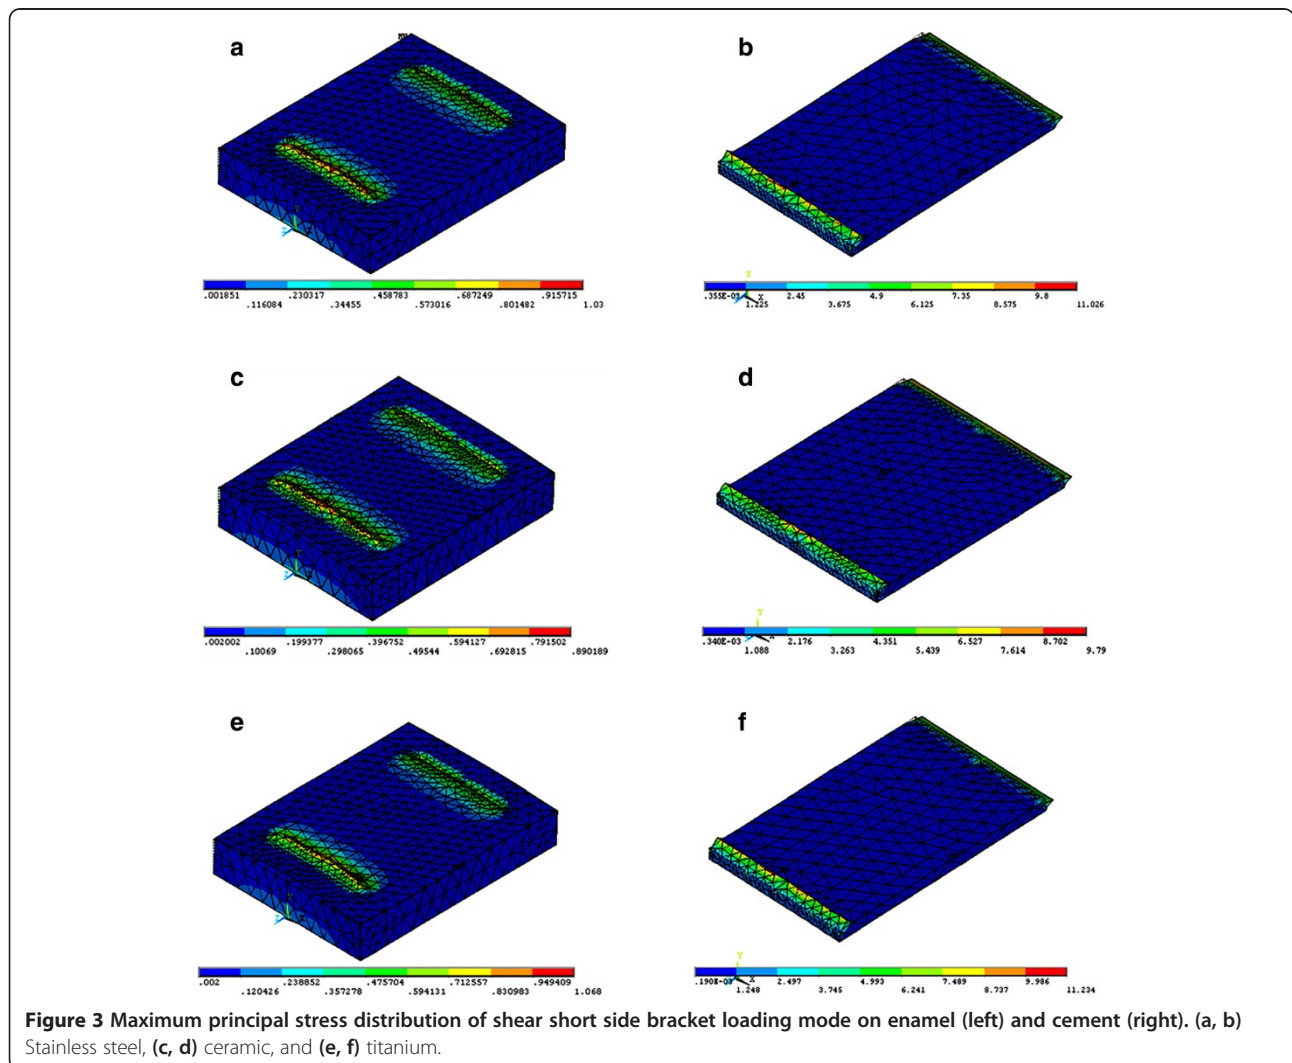 a
b
.001851 .230317 .458783 .687249 .915715
.116084 .34455 .573016 .801482 1.03
Y
X
.355E-03 2.45 4.9 7.35 9.8
1.225 3.675 6.125 8.575 11.026
c
d
.002002 .199377 .396752 .594127 .791502
.10069 .298065 .49544 .692815 .890189
Y
.340E-03 2.176 4.351 6.527 8.702
1.088 3.263 5.439 7.614 9.79
e
f
.002 .238852 .475704 .712557 .949409
.120426 .357278 .594131 .830983 1.068
Y
X
.190E-03 2.497 4.993 7.489 9.986
1.248 3.745 6.241 8.737 11.234
Figure 3 Maximum principal stress distribution of shear short side bracket loading mode on enamel (left) and cement (right). (a, b)
Stainless steel, (c, d) ceramic, and (e, f) titanium.